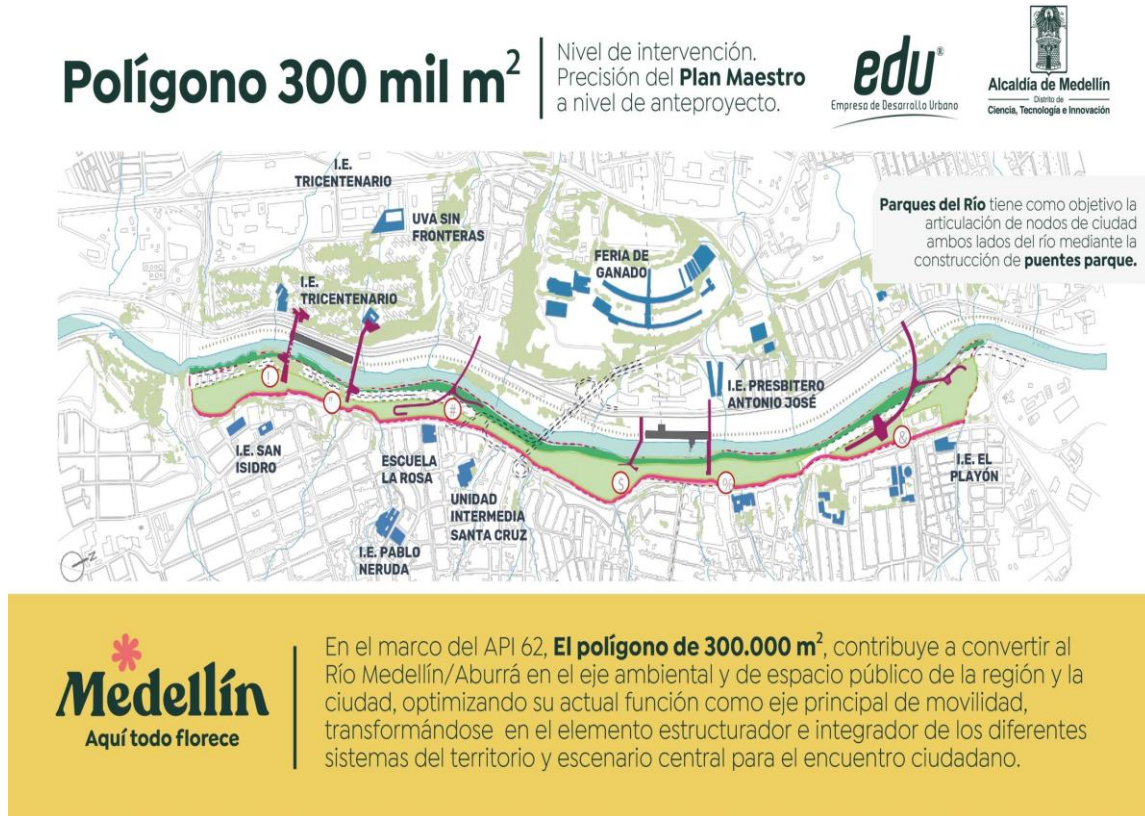 Polígono 300 mil m²
Nivel de intervención.
Precisión del Plan Maestro
a nivel de anteproyecto.
edu®
Empresa de Desarrollo Urbano
Alcaldía de Medellín
Distrito de
Ciencia, Tecnología e Innovación
I.E.
TRICENTENARIO
UVA SIN
FRONTERAS
I.E.
TRICENTENARIO
FERIA DE
GANADO
Parques del Río tiene como objetivo la
articulación de nodos de ciudad
ambos lados del río mediante la
construcción de puentes parque.
I.E. PRESBITERO
ANTONIO JOSÉ
!
"
#
$
%
&
I.E. SAN
ISIDRO
ESCUELA
LA ROSA
UNIDAD
INTERMEDIA
SANTA CRUZ
I.E. PABLO
NERUDA
I.E. EL
PLAYÓN
N
Medellín
Aquí todo florece
En el marco del API 62, El polígono de 300.000 m², contribuye a convertir al
Río Medellín/Aburrá en el eje ambiental y de espacio público de la región y la
ciudad, optimizando su actual función como eje principal de movilidad,
transformándose en el elemento estructurador e integrador de los diferentes
sistemas del territorio y escenario central para el encuentro ciudadano.